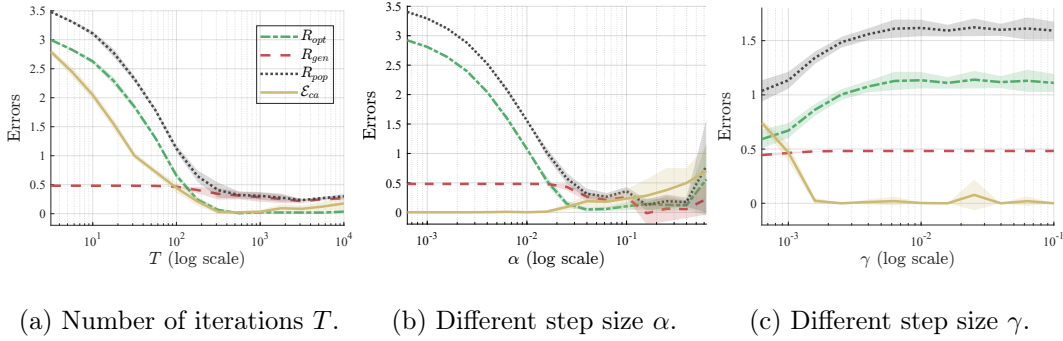 3.5
3
2.5
2
1.5
1
0.5
0
Errors
R_opt
R_gen
R_pop
ℰ_ca
10^1
10^2
10^3
10^4
T (log scale)
3.5
3
2.5
2
1.5
1
0.5
0
Errors
10^-3
10^-2
10^-1
α (log scale)
1.5
1
0.5
0
Errors
10^-3
10^-2
10^-1
γ (log scale)
(a) Number of iterations T.
(b) Different step size α.
(c) Different step size γ.